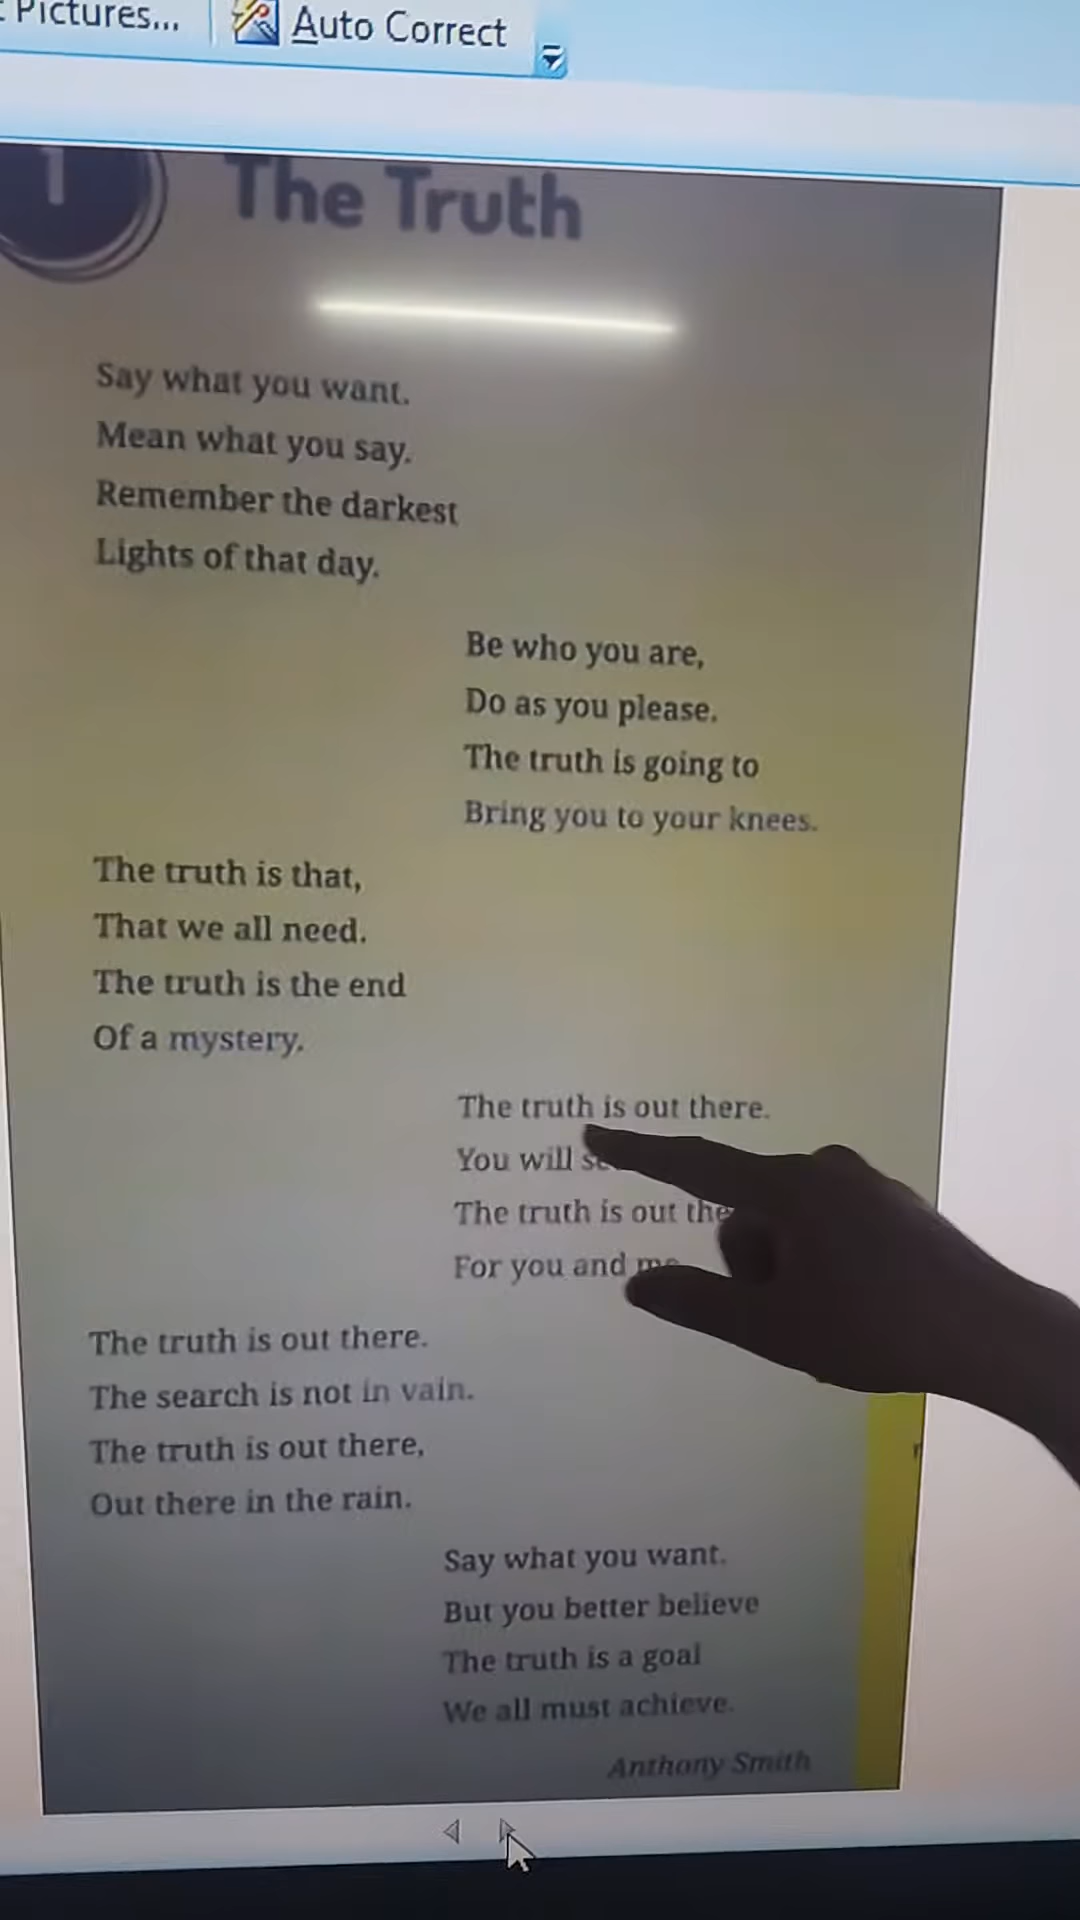 Pictures...
Auto Correct
1
The Truth
Say what you want.
Mean what you say.
Remember the darkest
Lights of that day.
Be who you are,
Do as you please.
The truth is going to
Bring you to your knees.
The truth is that,
That we all need.
The truth is the end
Of a mystery.
The truth is out there.
You will
The truth is out
For you and
The truth is out there.
The search is not in vain.
The truth is out there,
Out there in the rain.
Say what you want.
But you better believe
The truth is a goal
We all must achieve.
Anthony Smith